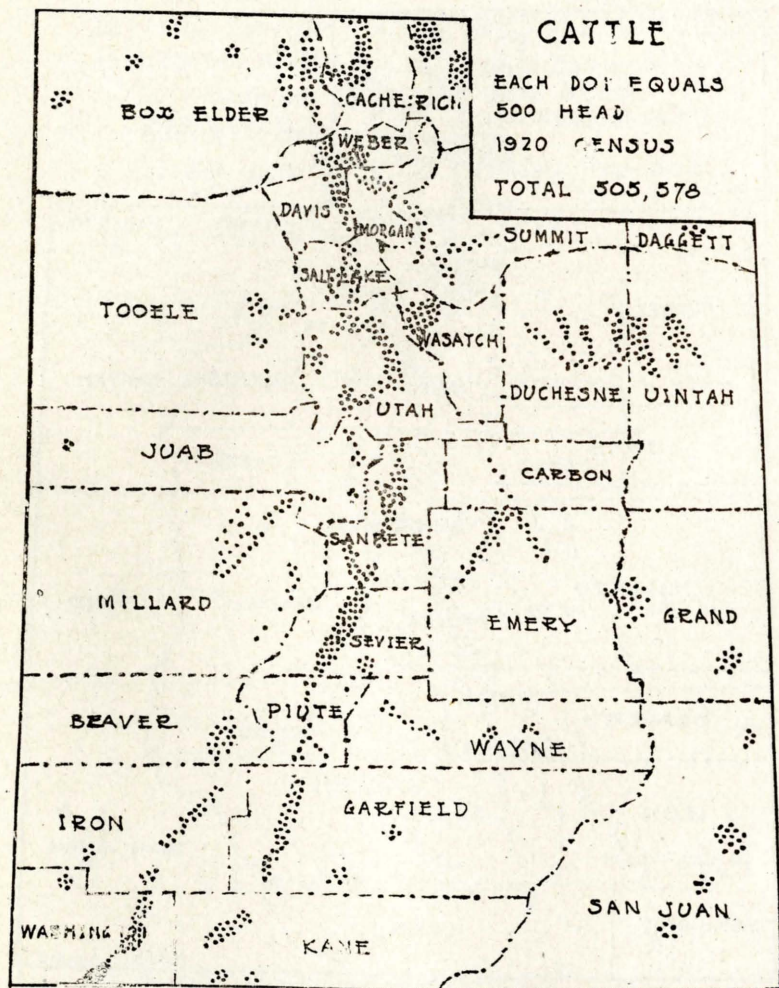 CATTLE
EACH DOT EQUALS
500 HEAD
1920 CENSUS
TOTAL 505,578
BOX ELDER
CACHE
RICH
WEBER
DAVIS
MORGAN
SUMMIT
DAGGETT
SALT LAKE
TOOELE
WASATCH
DUCHESNE
UINTAH
UTAH
JUAB
CARBON
SANPETE
MILLARD
EMERY
GRAND
SEVIER
BEAVER
PIUTE
WAYNE
IRON
GARFIELD
SAN JUAN
WASHING
KANE